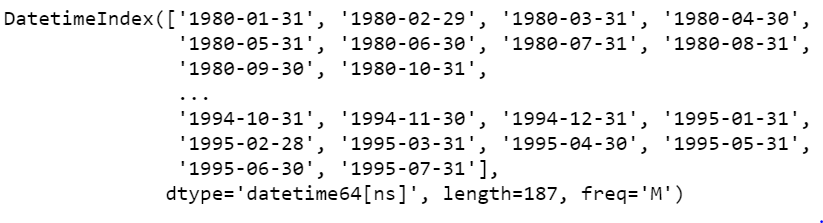 DatetimeIndex(['1980-01-31', '1980-02-29', '1980-03-31', '1980-04-30',
'1980-05-31', '1980-06-30', '1980-07-31', '1980-08-31',
'1980-09-30', '1980-10-31',
...
'1994-10-31', '1994-11-30', '1994-12-31', '1995-01-31',
'1995-02-28', '1995-03-31', '1995-04-30', '1995-05-31',
'1995-06-30', '1995-07-31'],
dtype='datetime64[ns]', length=187, freq='M')